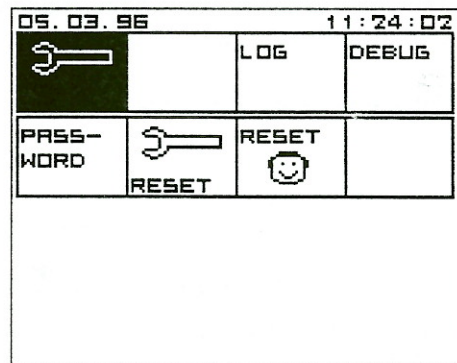 05. 03. 96 11:24:02
LOG DEBUG
PASS- RESET
WORD
RESET